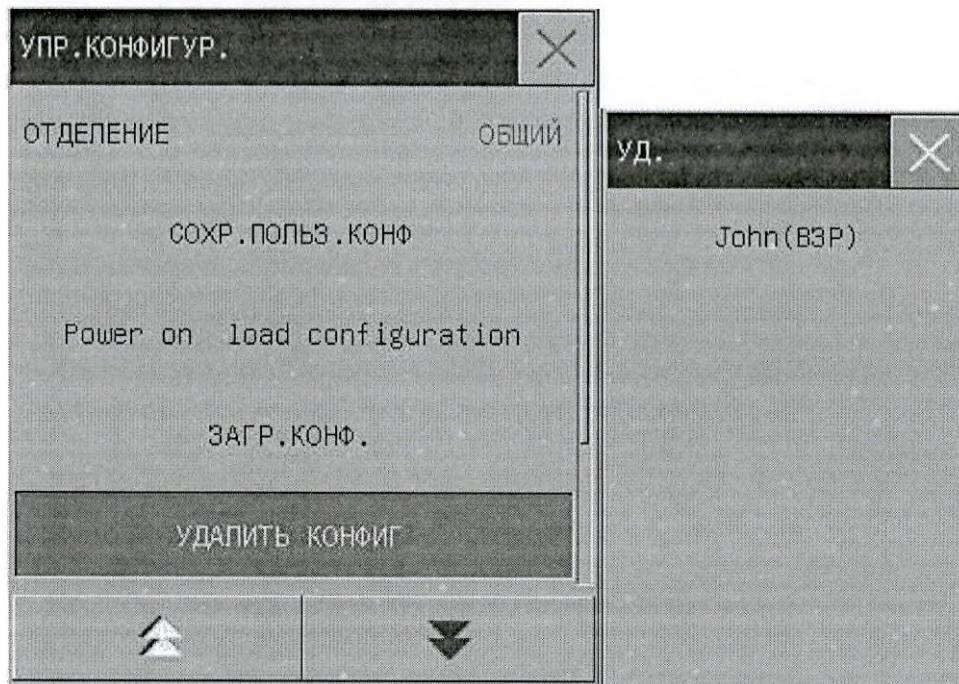 УПР.КОНФИГУР.
ОТДЕЛЕНИЕ ОБЩИЙ
СОХР.ПОЛЬЗ.КОНФ
Power on load configuration
ЗАГР.КОНФ.
УДАЛИТЬ КОНФИГ
УД.
John(ВЗР)